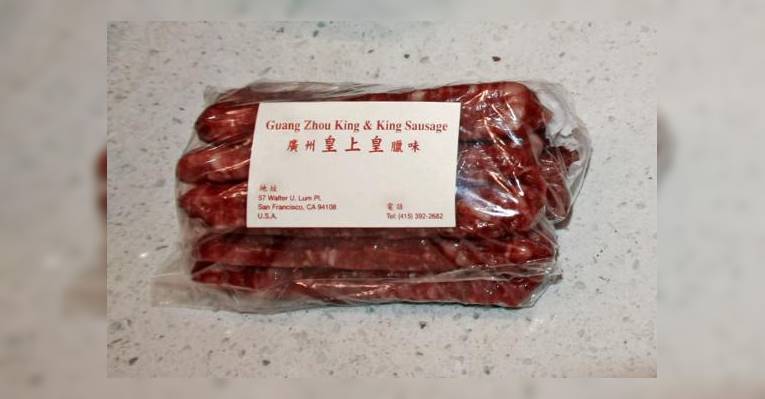 Guang Zhou King & King Sausage
廣州皇上皇臘味
地址
57 Walter U. Lum Pl.
San Francisco, CA 94108
U.S.A.
電話
Tel: (415) 392-2682